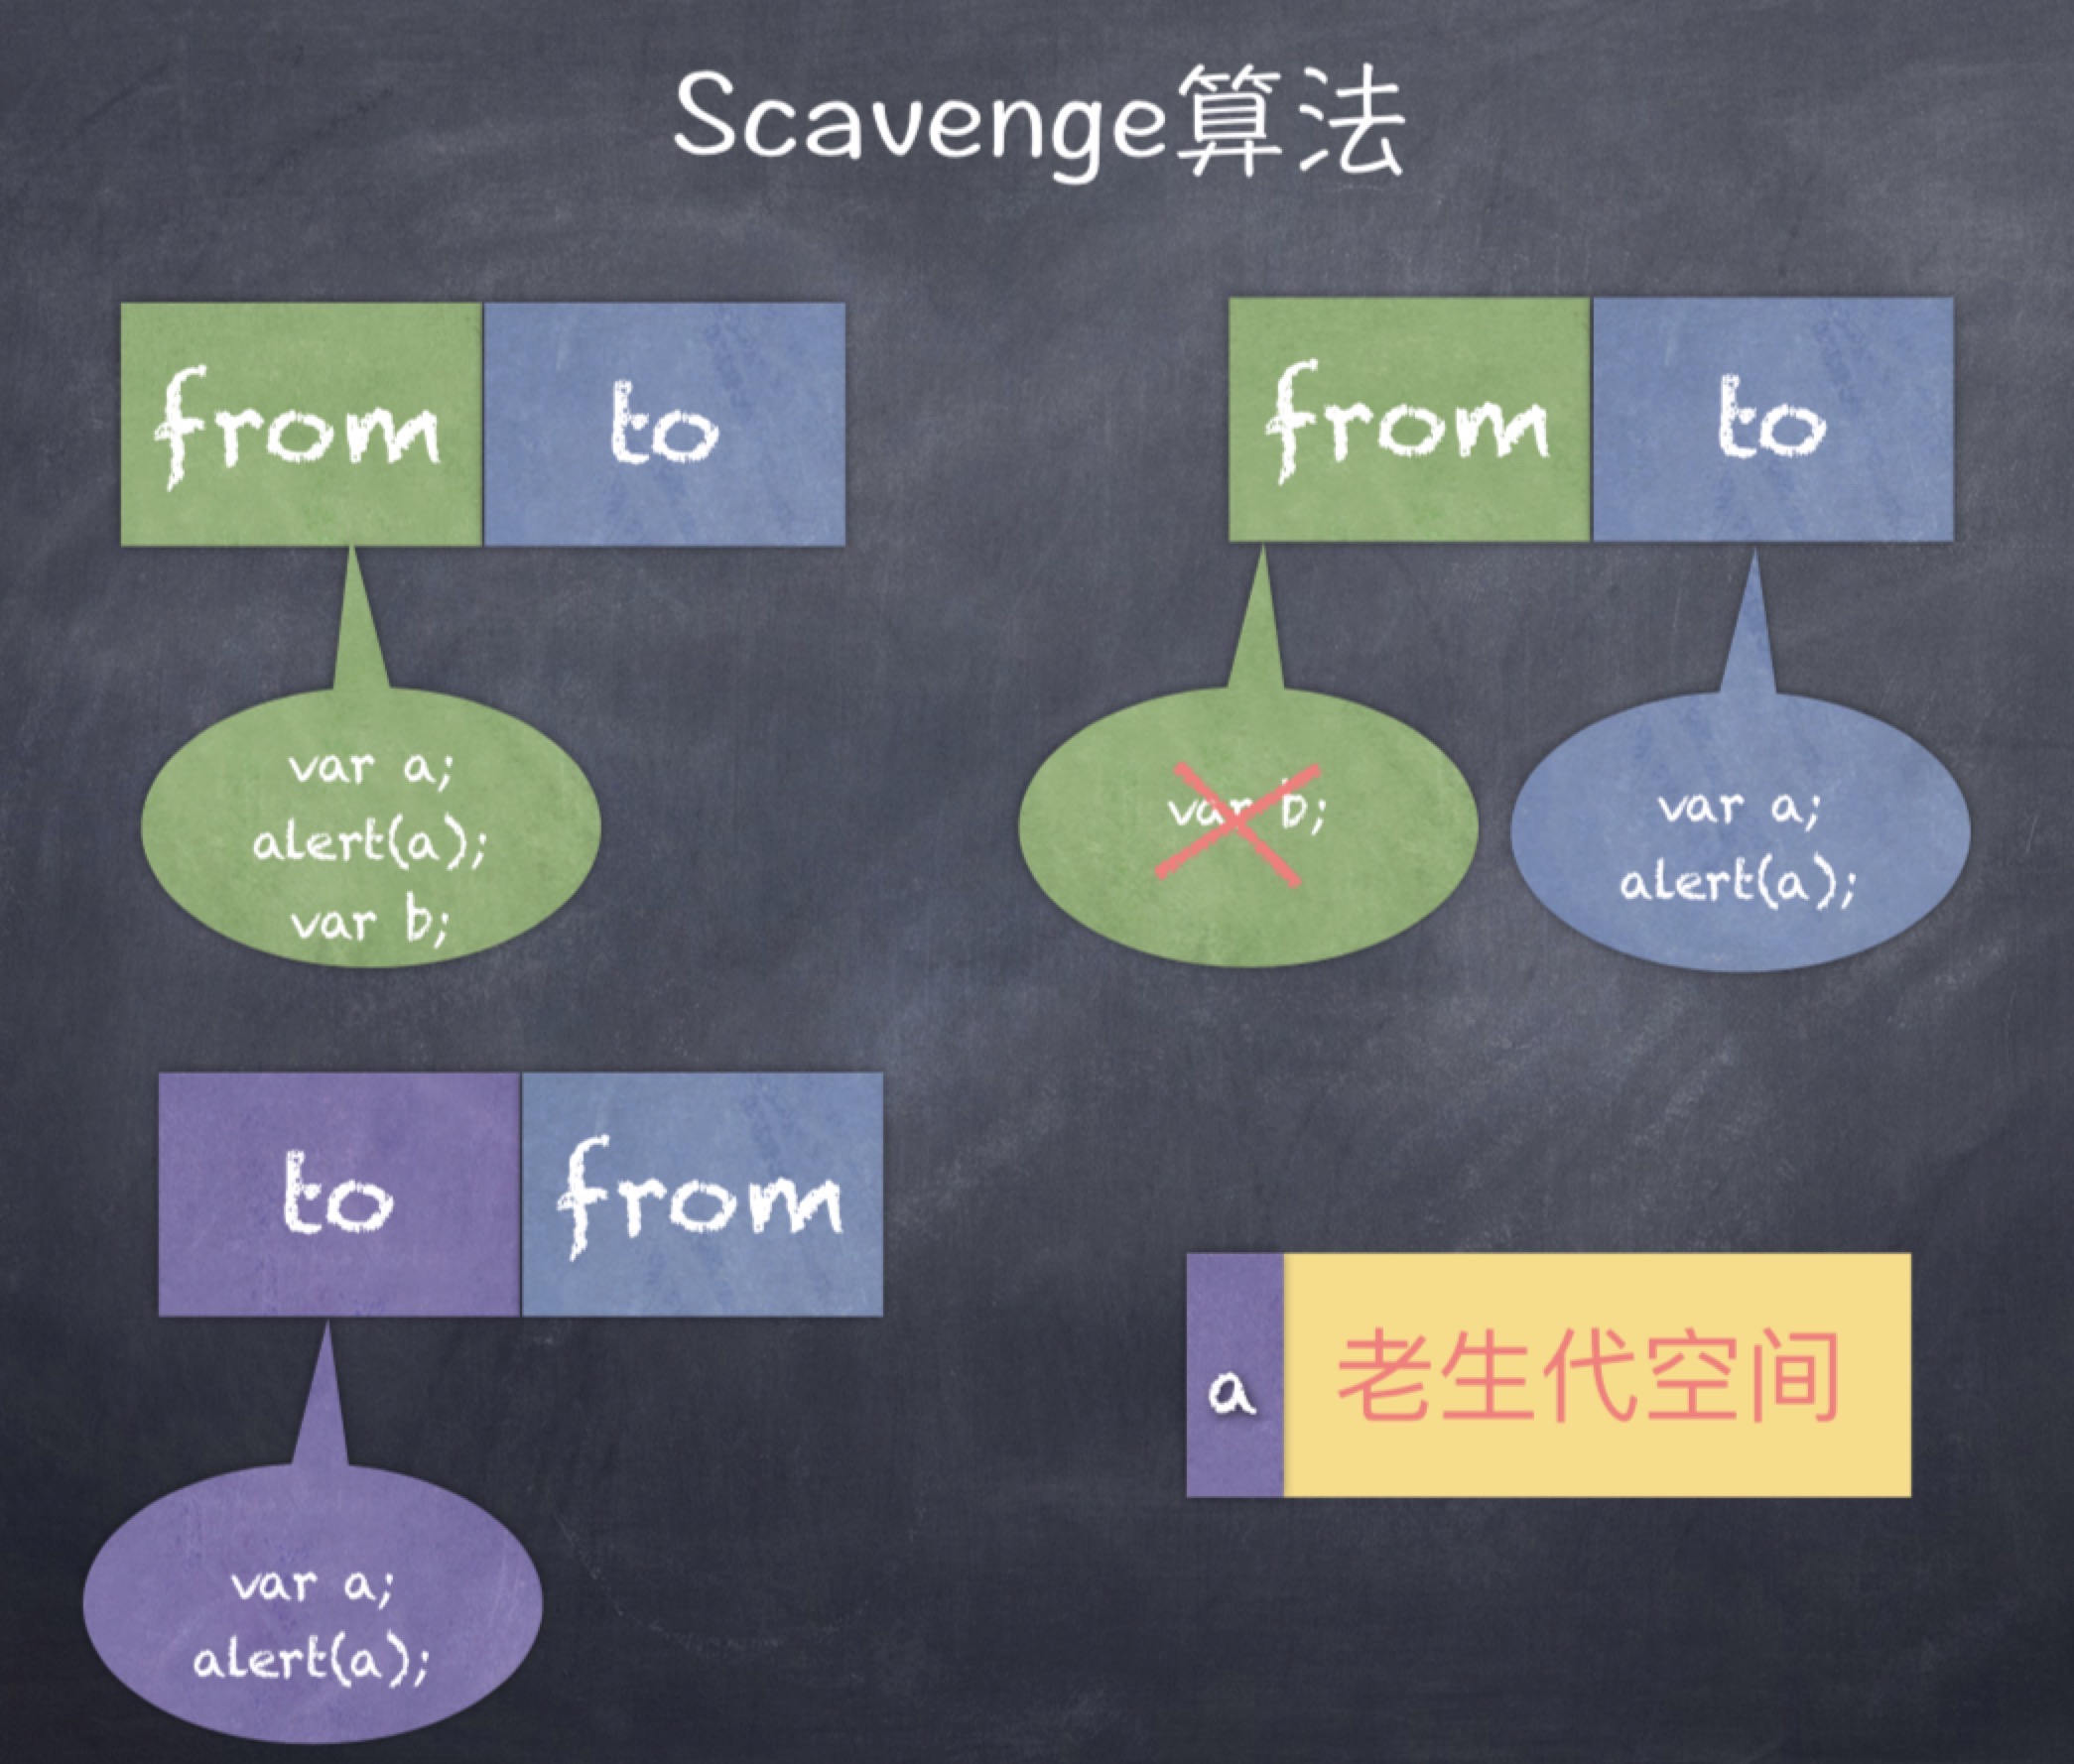 Scavenge算法
from
to
var a;
alert(a);
var b;
from
to
var b;
var a;
alert(a);
to
from
var a;
alert(a);
a
老生代空间